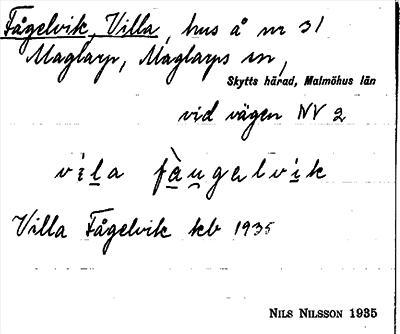 Fågelvik, Villa, hus å nr 31
Maglarp, Maglarps sn,
Skytts härad, Malmöhus län
vid vägen NV 2
vila fàugelvik
Villa Fågelvik kb 1935
NILS NILSSON 1935